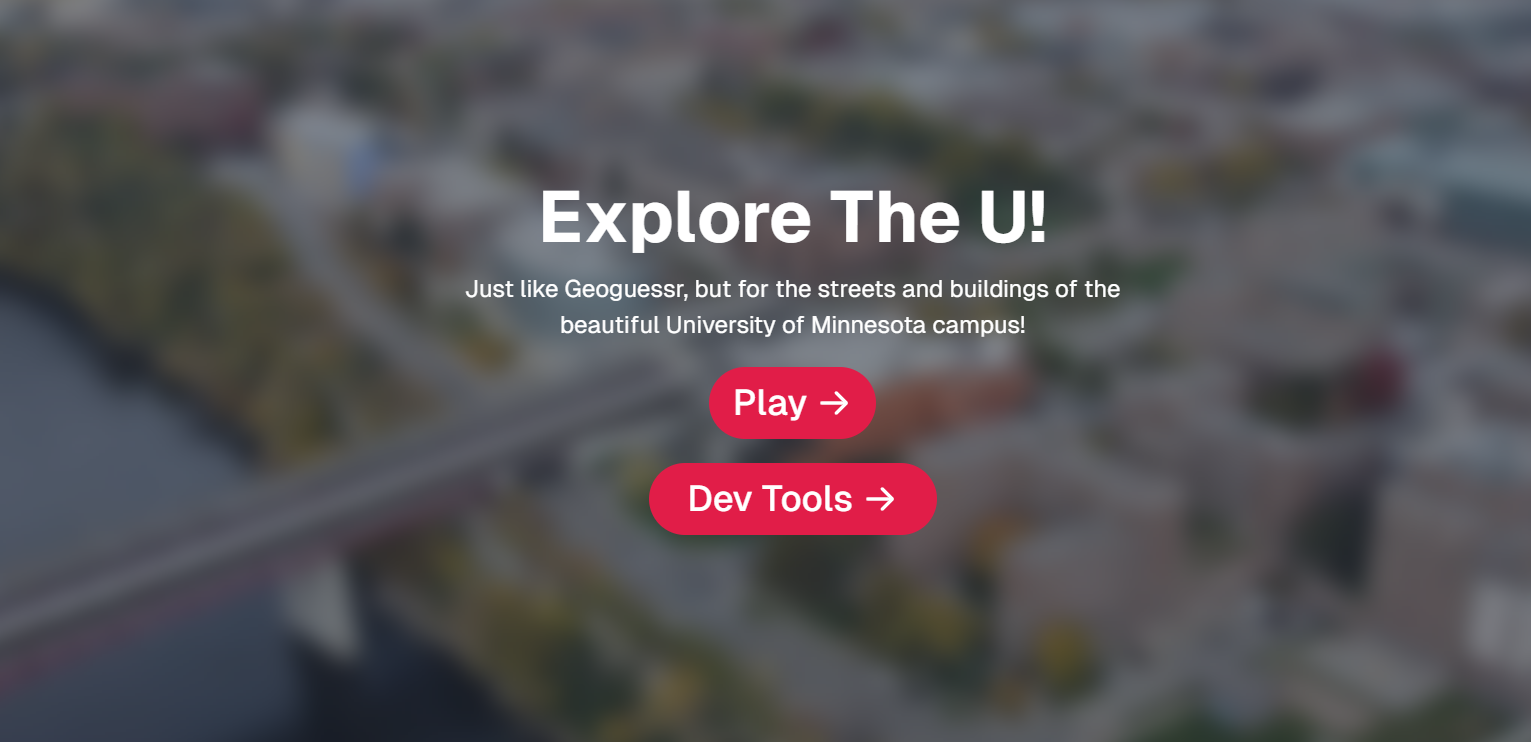 Explore The U!
Just like Geoguessr, but for the streets and buildings of the
beautiful University of Minnesota campus!
Play →
Dev Tools →